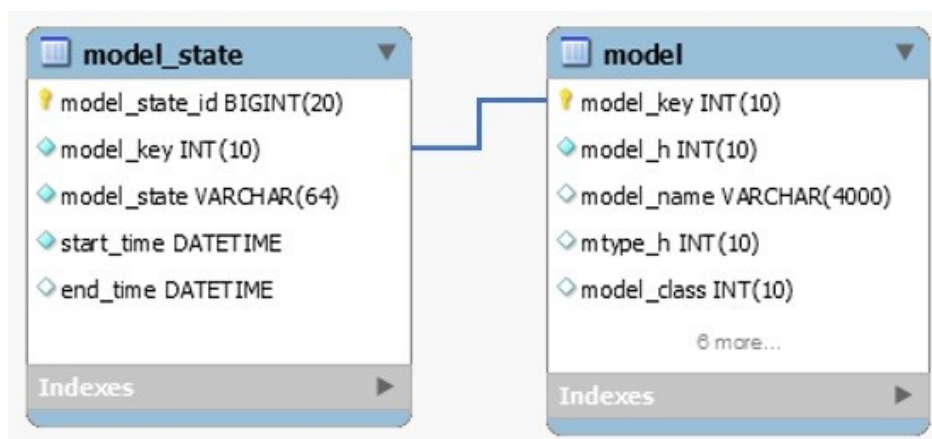 model_state
model_state_id BIGINT(20)
model_key INT(10)
model_state VARCHAR(64)
start_time DATETIME
end_time DATETIME
Indexes
model
model_key INT(10)
model_h INT(10)
model_name VARCHAR(4000)
mtype_h INT(10)
model_class INT(10)
6 more...
Indexes